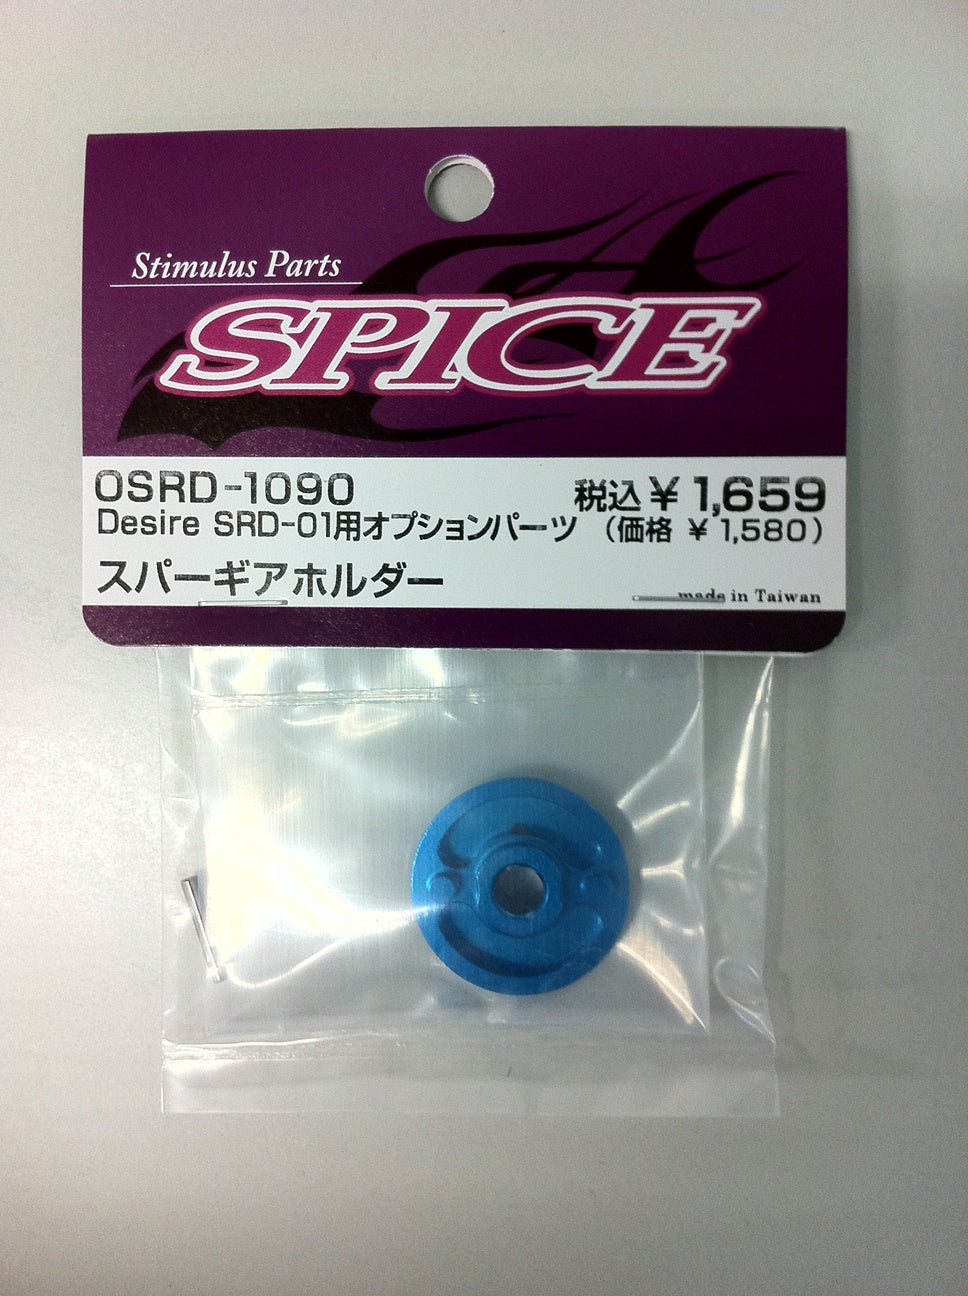 Stimulus Parts
SPICE
OSRD-1090 税込￥1,659
Desire SRD-01用オプションパーツ (価格 ￥1,580)
スパーギアホルダー
made in Taiwan